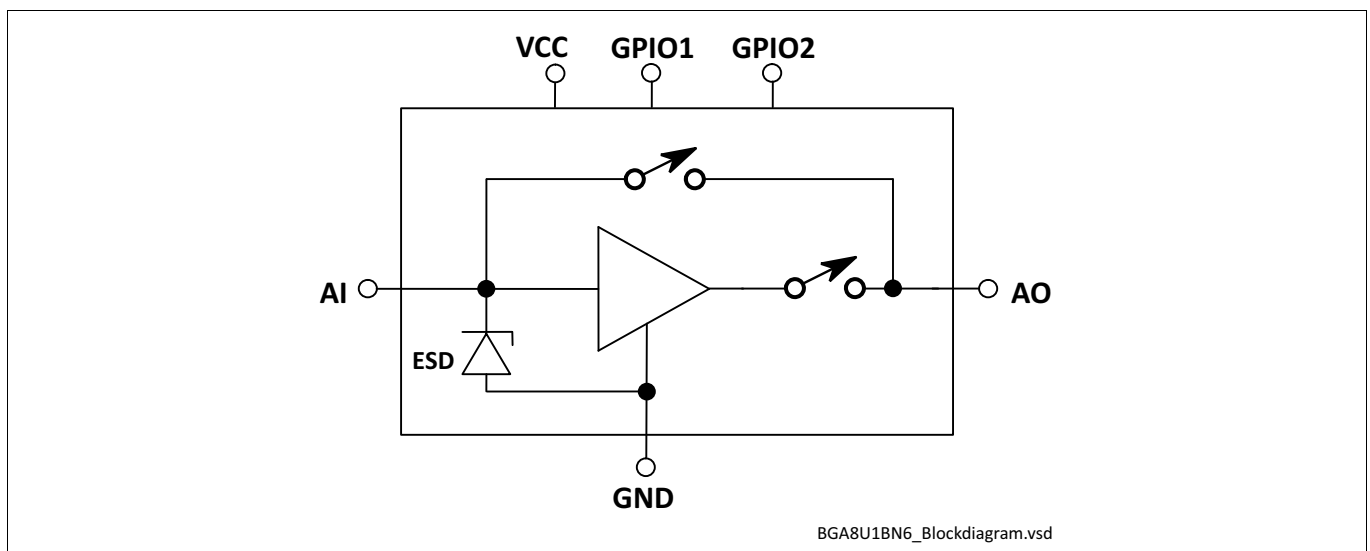 VCC GPIO1 GPIO2
AI AO
ESD
GND
BGA8U1BN6_Blockdiagram.vsd